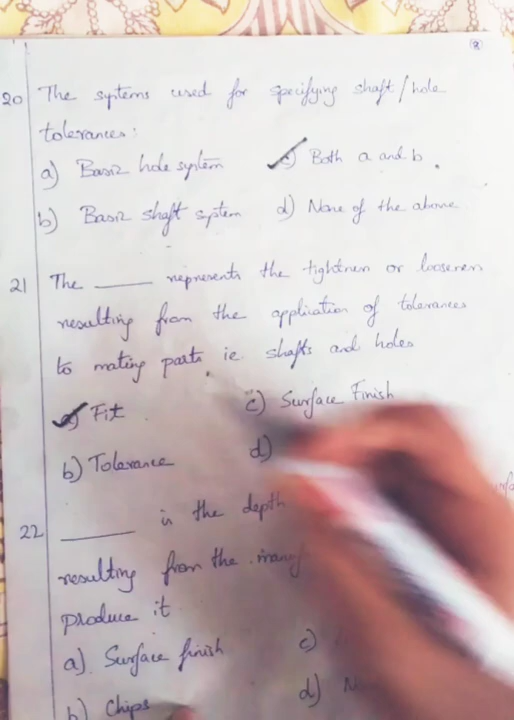 20 The systems used for specifying shaft/hole
tolerances:
a) Basic hole system c) Both a and b.
b) Basic shaft system d) None of the above
21 The ______ represents the tightness or looseness
resulting from the application of tolerances
to mating parts ie. shafts and holes
a) Fit c) Surface Finish
b) Tolerance d)
22 ______ is the depth
resulting from the
produce it
a) Surface finish c)
b) Chips d)